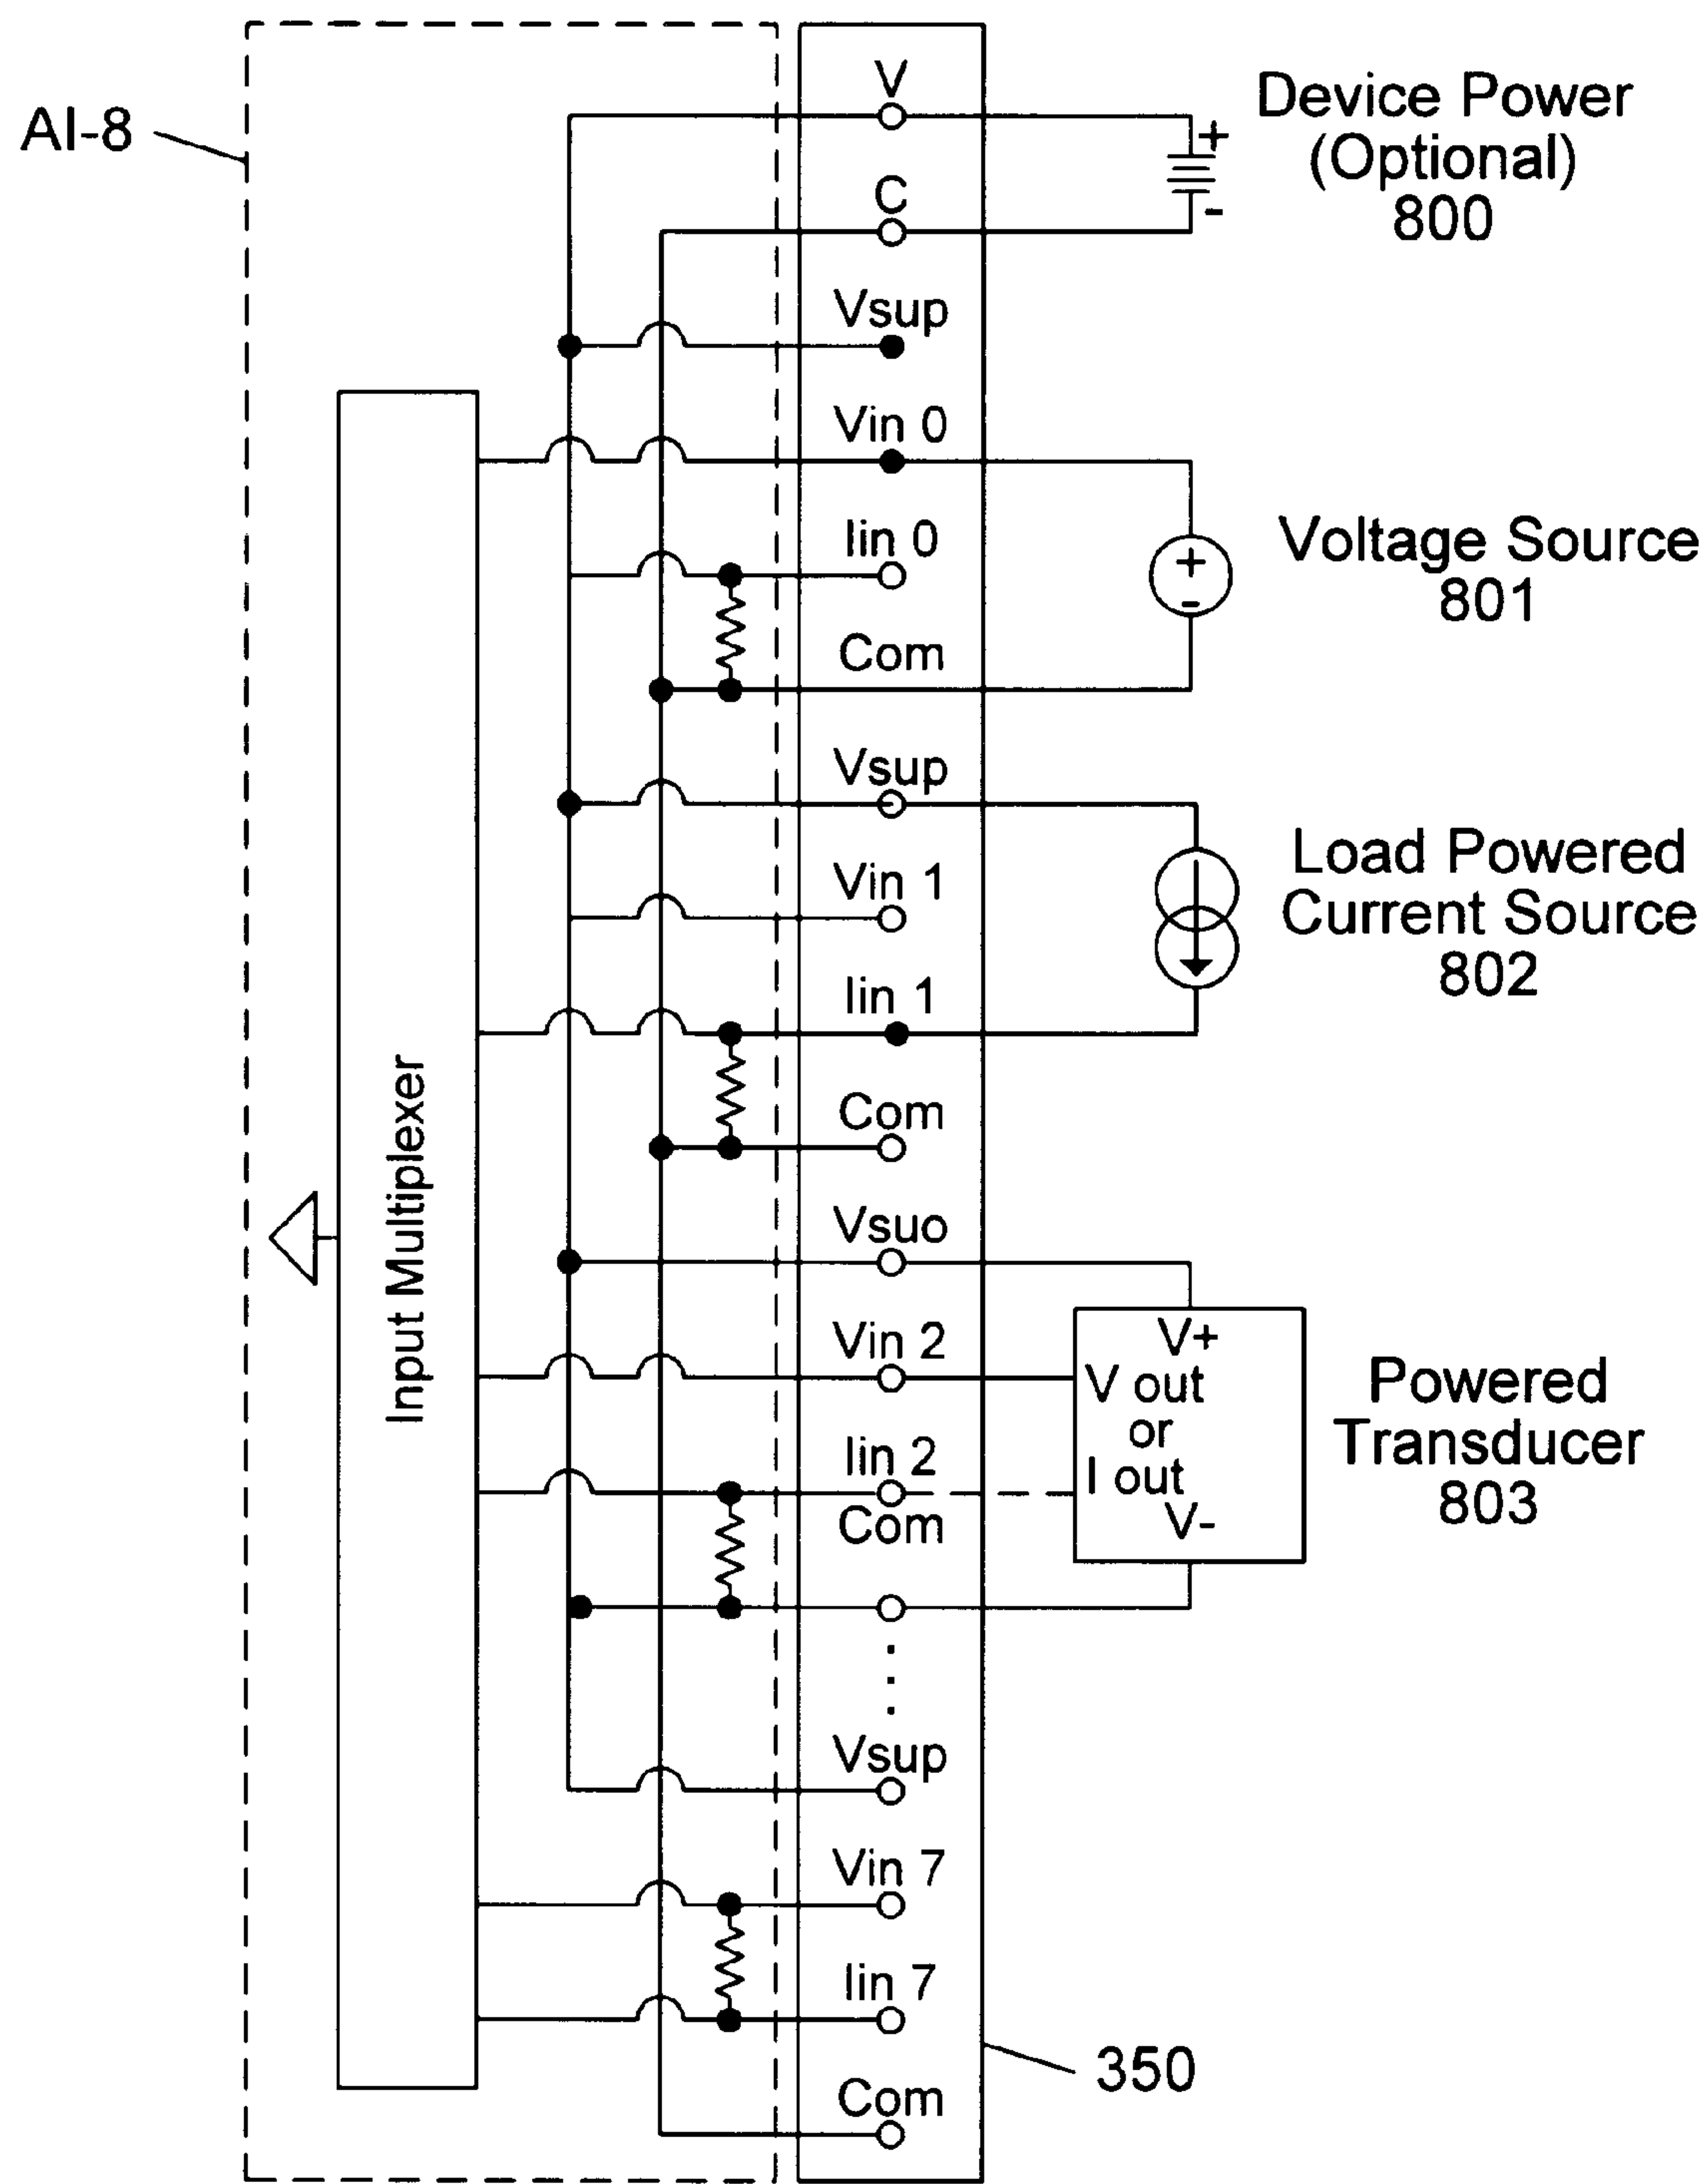 AI-8
V
Device Power
(Optional)
800
+
-
C
Vsup
Vin 0
Iin 0
Voltage Source
801
+
-
Com
Vsup
Load Powered
Current Source
802
Vin 1
Iin 1
Com
Input Multiplexer
Vsuo
V+
Vin 2
V out
or
I out
V-
Powered
Transducer
803
Iin 2
Com
.
.
.
Vsup
Vin 7
Iin 7
350
Com